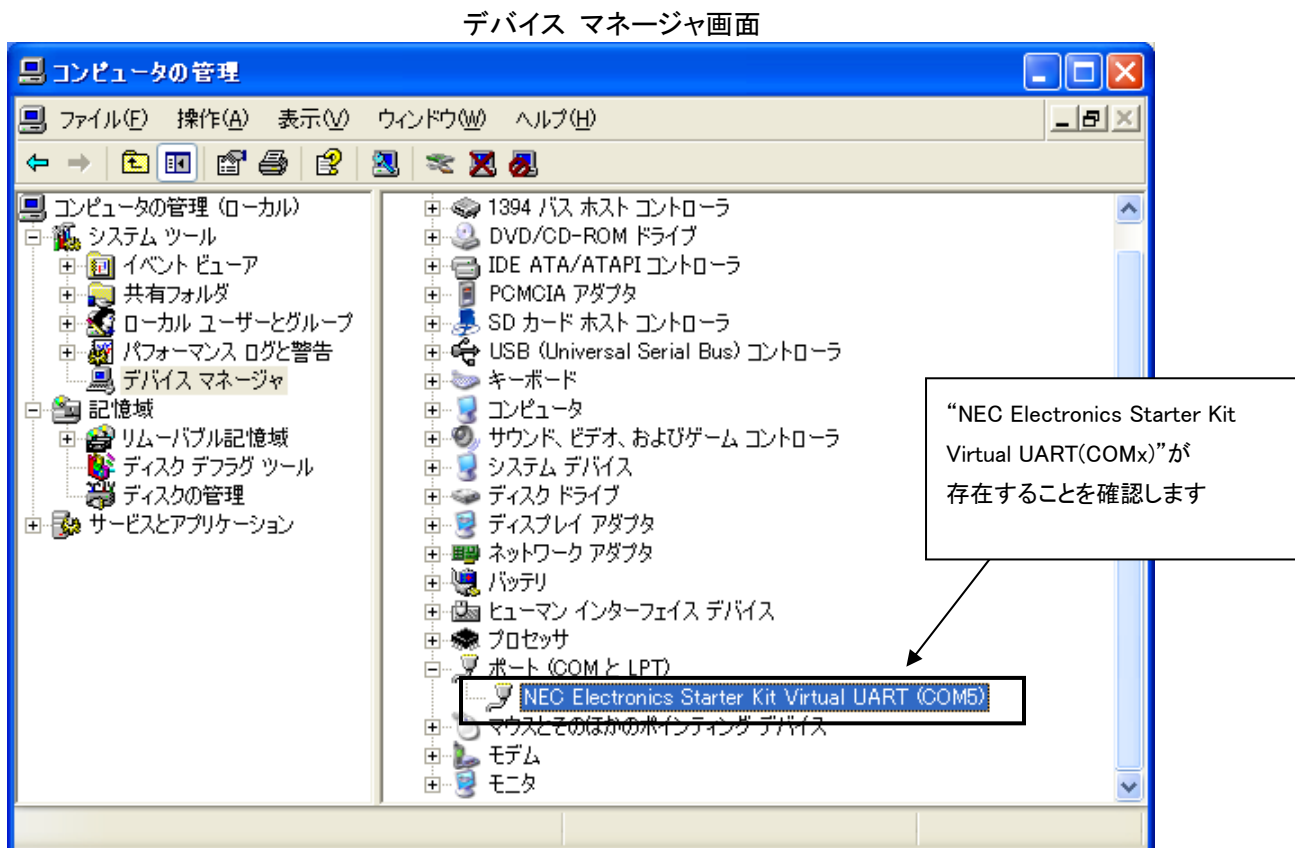 デバイス マネージャ画面
コンピュータの管理
ファイル(F) 操作(A) 表示(V) ウィンドウ(W) ヘルプ(H)
コンピュータの管理 (ローカル)
システム ツール
イベント ビューア
共有フォルダ
ローカル ユーザーとグループ
パフォーマンス ログと警告
デバイス マネージャ
記憶域
リムーバブル記憶域
ディスク デフラグ ツール
ディスクの管理
サービスとアプリケーション
1394 バス ホスト コントローラ
DVD/CD-ROM ドライブ
IDE ATA/ATAPI コントローラ
PCMCIA アダプタ
SD カード ホスト コントローラ
USB (Universal Serial Bus) コントローラ
キーボード
コンピュータ
サウンド、ビデオ、およびゲーム コントローラ
システム デバイス
ディスク ドライブ
ディスプレイ アダプタ
ネットワーク アダプタ
バッテリ
ヒューマン インターフェイス デバイス
プロセッサ
ポート (COM と LPT)
NEC Electronics Starter Kit Virtual UART (COM5)
マウスとそのほかのポインティング デバイス
モデム
モニタ
“NEC Electronics Starter Kit
Virtual UART(COMx)”が
存在することを確認します